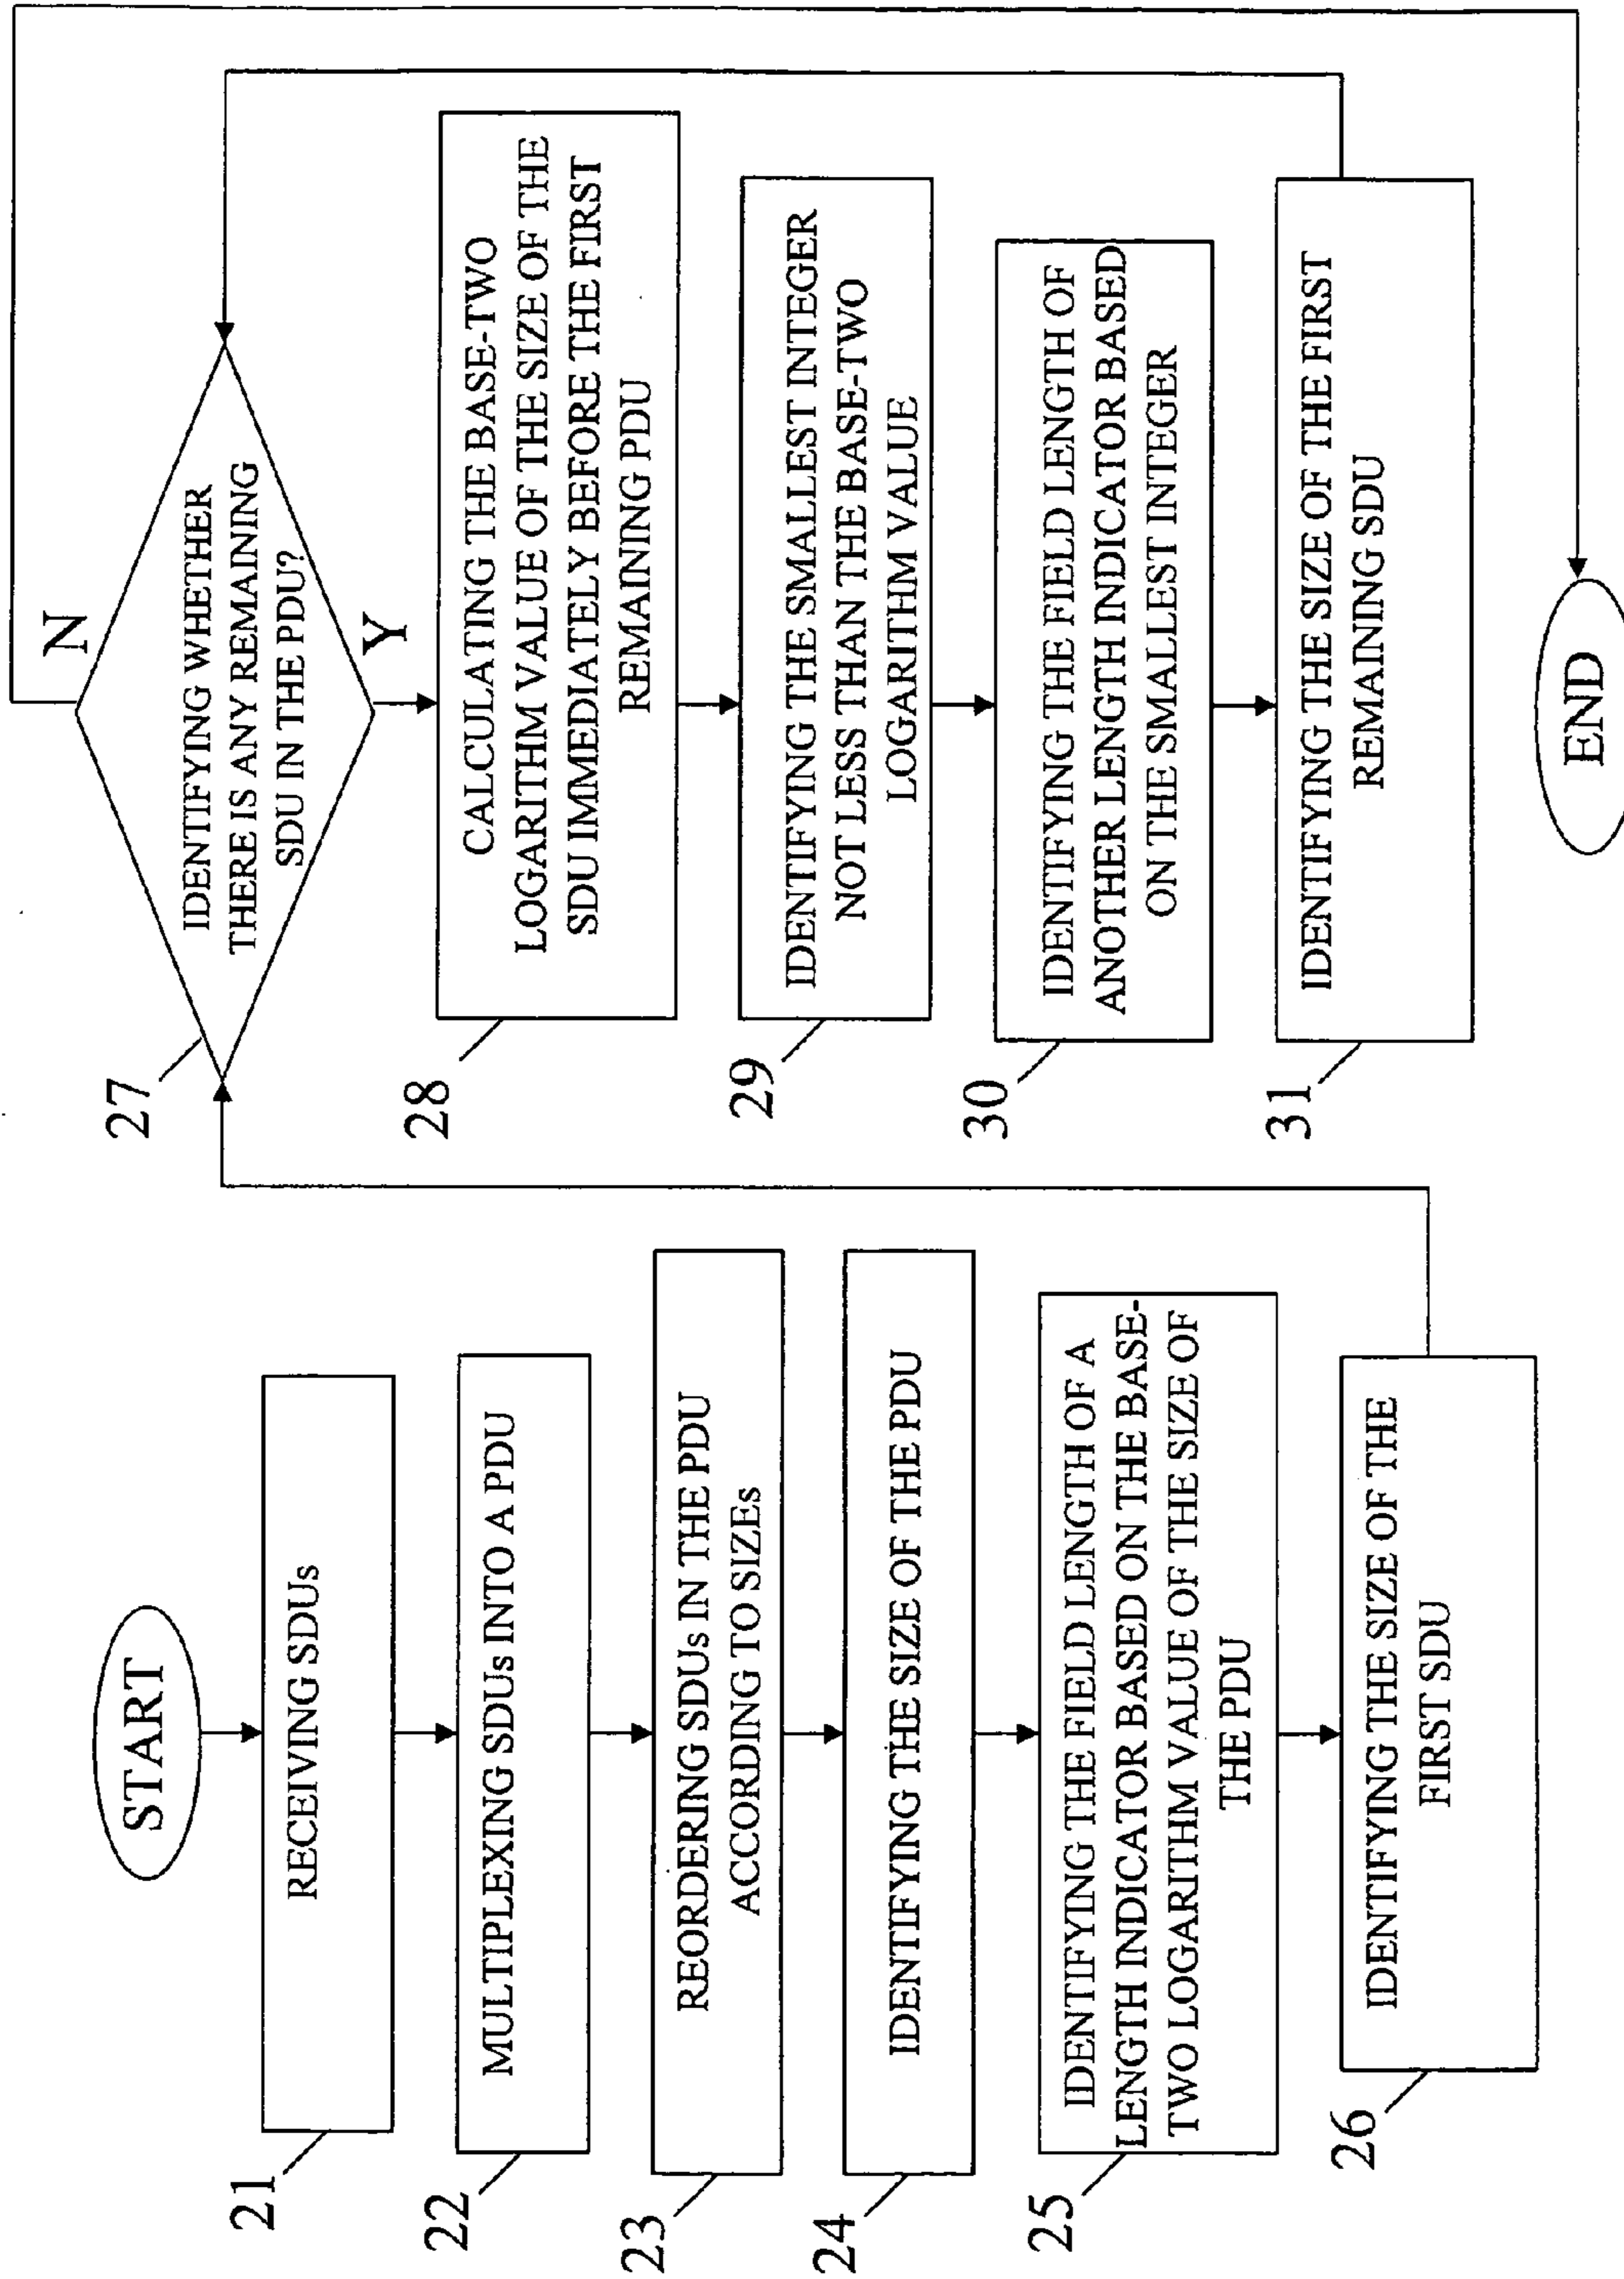 START
21
RECEIVING SDUs
22
MULTIPLEXING SDUs INTO A PDU
23
REORDERING SDUs IN THE PDU
ACCORDING TO SIZEs
24
IDENTIFYING THE SIZE OF THE PDU
25
IDENTIFYING THE FIELD LENGTH OF A
LENGTH INDICATOR BASED ON THE BASE-
TWO LOGARITHM VALUE OF THE SIZE OF
THE PDU
26
IDENTIFYING THE SIZE OF THE
FIRST SDU
27
IDENTIFYING WHETHER
THERE IS ANY REMAINING
SDU IN THE PDU?
N
Y
28
CALCULATING THE BASE-TWO
LOGARITHM VALUE OF THE SIZE OF THE
SDU IMMEDIATELY BEFORE THE FIRST
REMAINING PDU
29
IDENTIFYING THE SMALLEST INTEGER
NOT LESS THAN THE BASE-TWO
LOGARITHM VALUE
30
IDENTIFYING THE FIELD LENGTH OF
ANOTHER LENGTH INDICATOR BASED
ON THE SMALLEST INTEGER
31
IDENTIFYING THE SIZE OF THE FIRST
REMAINING SDU
END